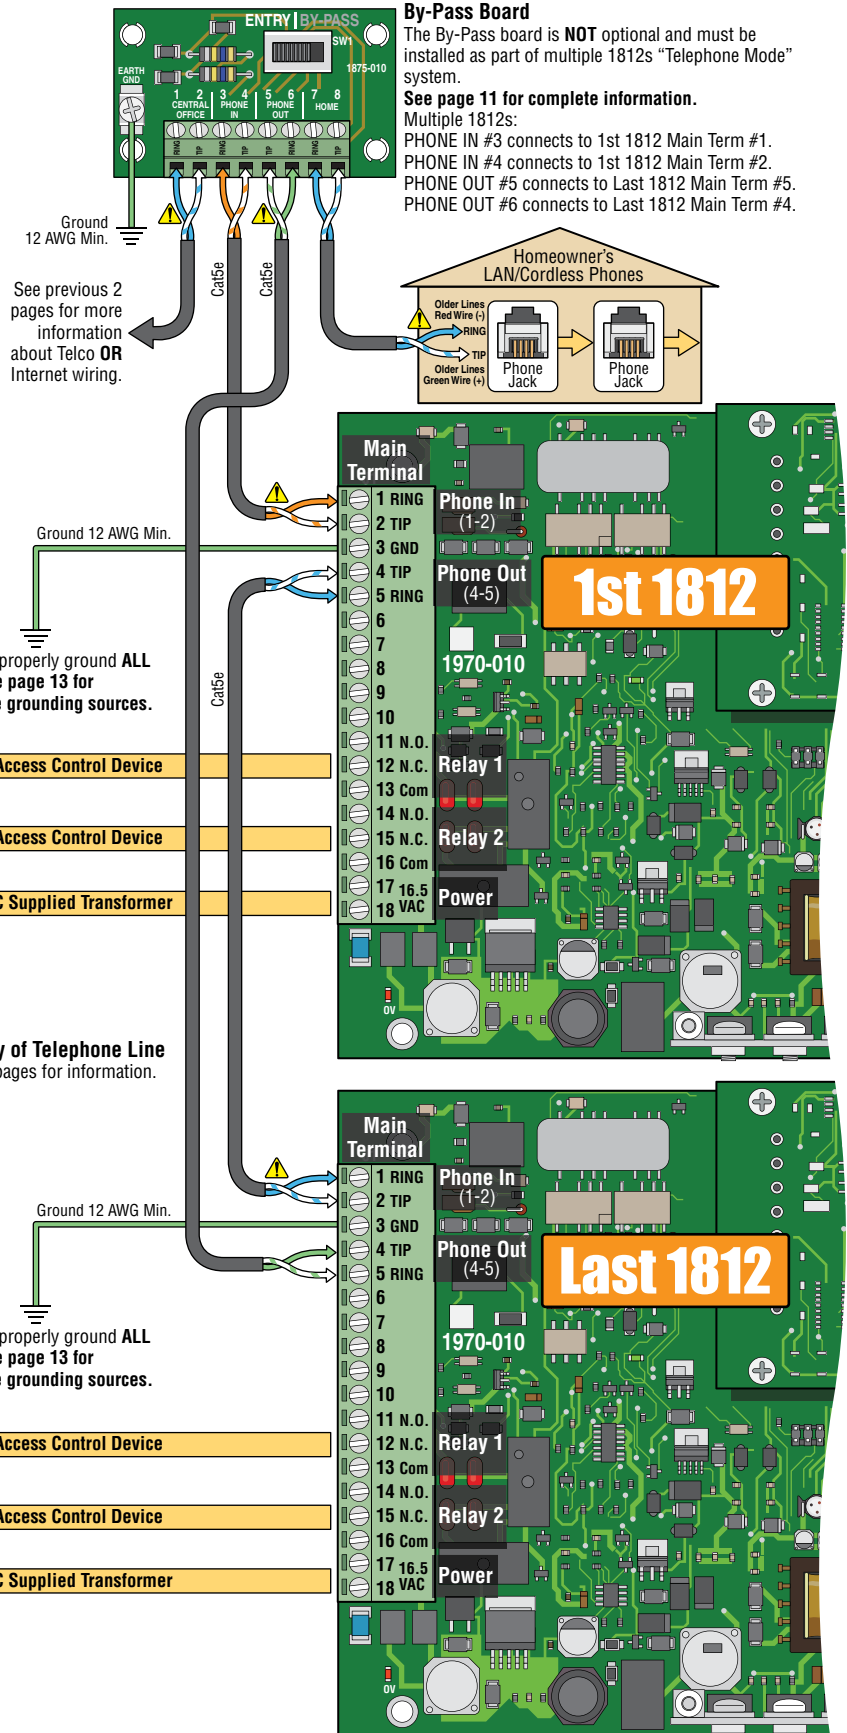 By-Pass Board
The By-Pass board is NOT optional and must be
installed as part of multiple 1812s “Telephone Mode”
system.
See page 11 for complete information.
Multiple 1812s:
PHONE IN #3 connects to 1st 1812 Main Term #1.
PHONE IN #4 connects to 1st 1812 Main Term #2.
PHONE OUT #5 connects to Last 1812 Main Term #5.
PHONE OUT #6 connects to Last 1812 Main Term #4.
ENTRY | BY-PASS
SW1
1875-010
EARTH
GND
1 2 3 4 5 6 7 8
CENTRAL
OFFICE
PHONE
IN
PHONE
OUT
HOME
RING TIP RING TIP TIP RING RING TIP
Ground
12 AWG Min.
Cat5e
Cat5e
See previous 2
pages for more
information
about Telco OR
Internet wiring.
Homeowner's
LAN/Cordless Phones
Older Lines
Red Wire (-)
RING
TIP
Older Lines
Green Wire (+)
Phone
Jack
Phone
Jack
Main
Terminal
1 RING
2 TIP
3 GND
4 TIP
5 RING
6
7
8
9
10
11 N.O.
12 N.C.
13 Com
14 N.O.
15 N.C.
16 Com
17 16.5
18 VAC
Phone In
(1-2)
Phone Out
(4-5)
1st 1812
1970-010
Relay 1
Relay 2
Power
0V
Ground 12 AWG Min.
properly ground ALL
page 13 for
grounding sources.
Cat5e
Access Control Device
Access Control Device
Supplied Transformer
of Telephone Line
pages for information.
Main
Terminal
1 RING
2 TIP
3 GND
4 TIP
5 RING
6
7
8
9
10
11 N.O.
12 N.C.
13 Com
14 N.O.
15 N.C.
16 Com
17 16.5
18 VAC
Phone In
(1-2)
Phone Out
(4-5)
Last 1812
1970-010
Relay 1
Relay 2
Power
0V
Ground 12 AWG Min.
properly ground ALL
page 13 for
grounding sources.
Access Control Device
Access Control Device
Supplied Transformer